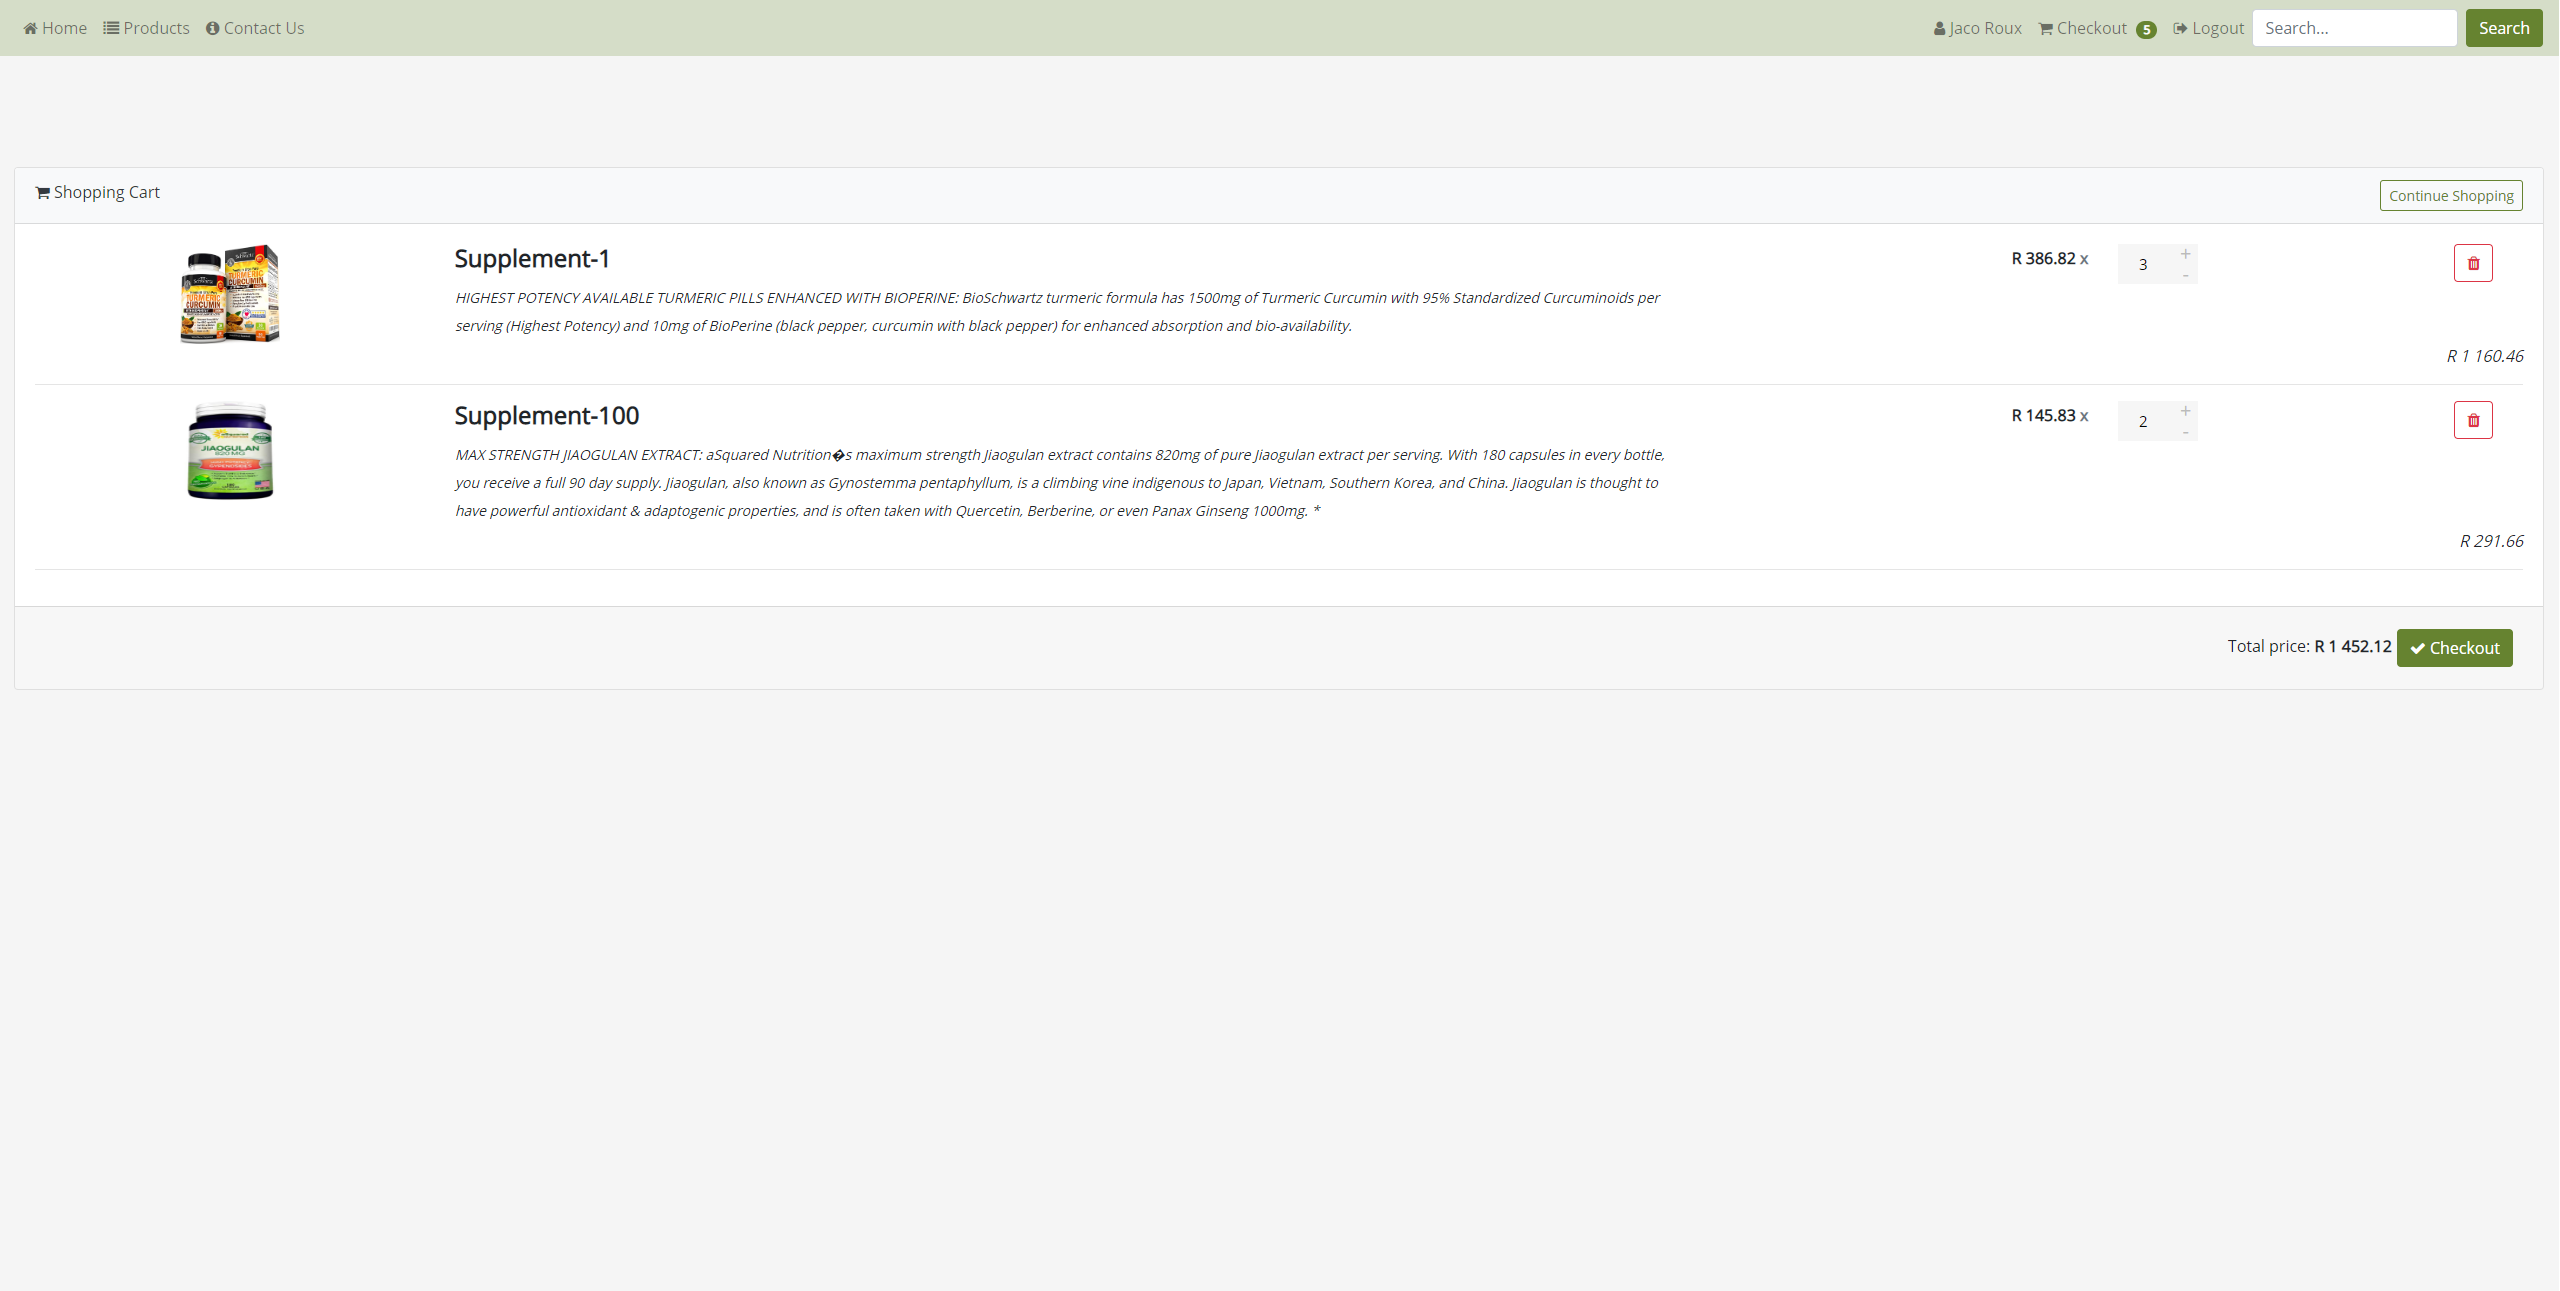 Home Products Contact Us Jaco Roux Checkout 5 Logout Search... Search
Shopping Cart Continue Shopping
Supplement-1 R 386.82 x 3 + -
HIGHEST POTENCY AVAILABLE TURMERIC PILLS ENHANCED WITH BIOPERINE: BioSchwartz turmeric formula has 1500mg of Turmeric Curcumin with 95% Standardized Curcuminoids per
serving (Highest Potency) and 10mg of BioPerine (black pepper, curcumin with black pepper) for enhanced absorption and bio-availability.
TURMERIC
CURCUMIN
TURMERIC
CURCUMIN
R 1 160.46
Supplement-100 R 145.83 x 2 + -
MAX STRENGTH JIAOGULAN EXTRACT: aSquared Nutrition�s maximum strength Jiaogulan extract contains 820mg of pure Jiaogulan extract per serving. With 180 capsules in every bottle,
you receive a full 90 day supply. Jiaogulan, also known as Gynostemma pentaphyllum, is a climbing vine indigenous to Japan, Vietnam, Southern Korea, and China. Jiaogulan is thought to
have powerful antioxidant & adaptogenic properties, and is often taken with Quercetin, Berberine, or even Panax Ginseng 1000mg. *
JIAOGULAN
820 MG
R 291.66
Total price: R 1 452.12 Checkout